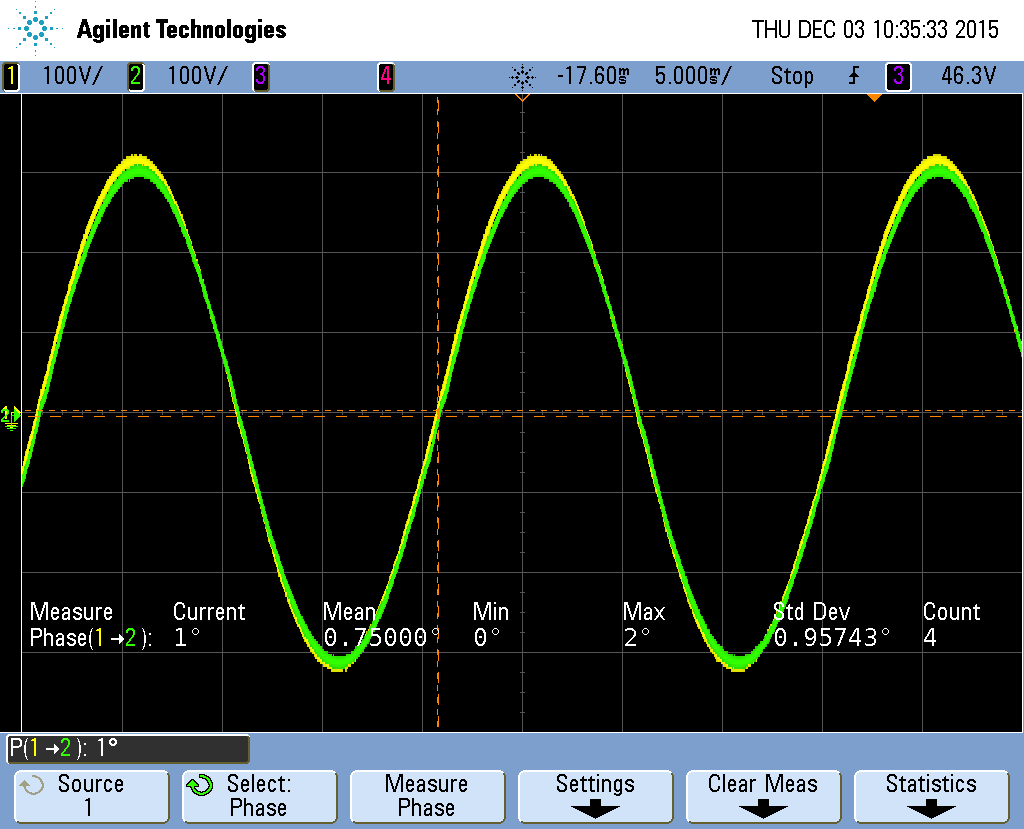 Agilent Technologies THU DEC 03 10:35:33 2015
1 100V/ 2 100V/ 3 4 -17.60ms 5.000ms/ Stop 3 46.3V
Measure Current Mean Min Max Std Dev Count
Phase(1→2): 1° 0.75000° 0° 2° 0.95743° 4
P(1→2): 1°
Source Select: Measure Settings Clear Meas Statistics
1 Phase Phase